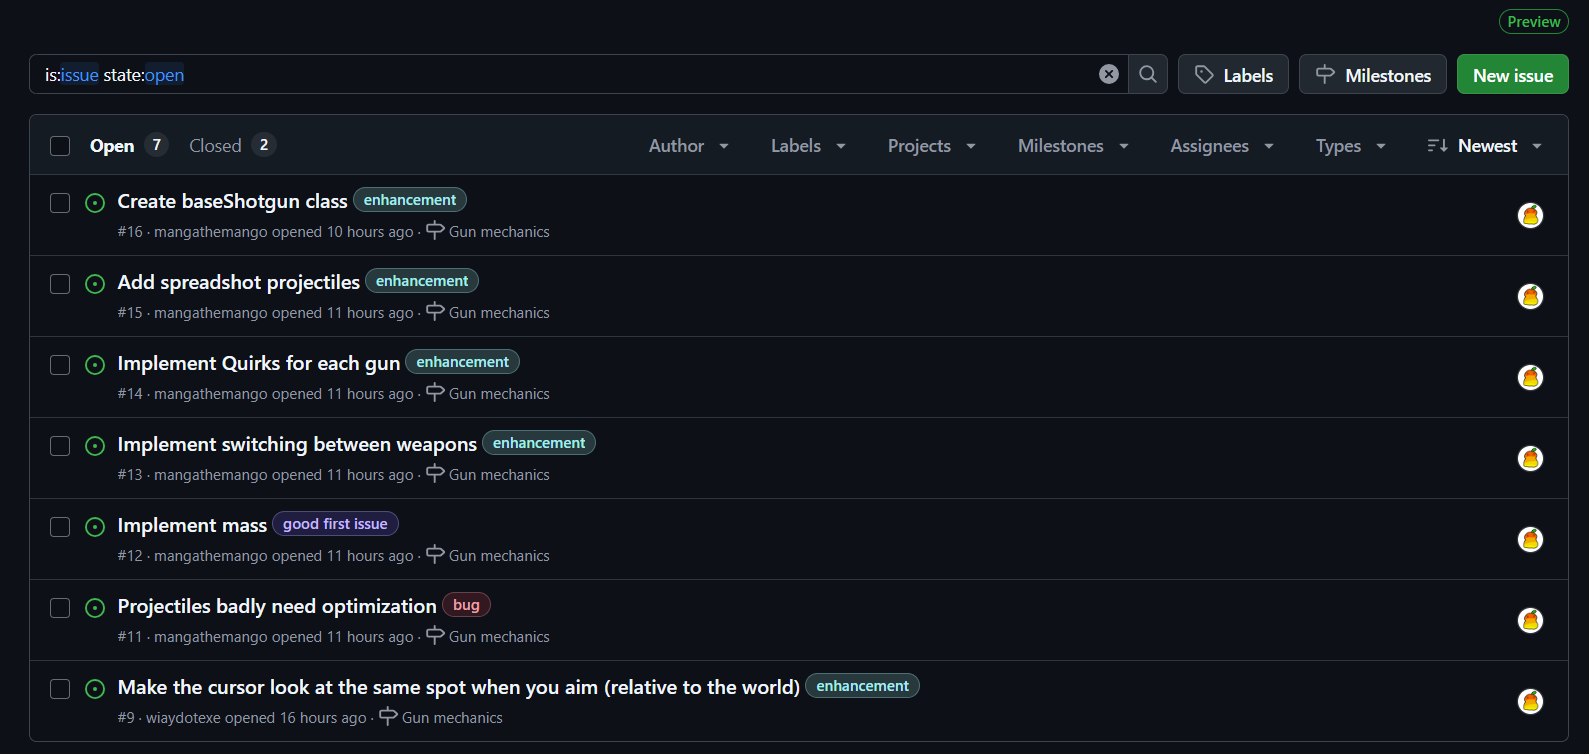 Preview
is:issue state:open
Labels
Milestones
New issue
Open 7 Closed 2 Author Labels Projects Milestones Assignees Types Newest
Create baseShotgun class enhancement
#16 · mangathemango opened 10 hours ago · Gun mechanics
Add spreadshot projectiles enhancement
#15 · mangathemango opened 11 hours ago · Gun mechanics
Implement Quirks for each gun enhancement
#14 · mangathemango opened 11 hours ago · Gun mechanics
Implement switching between weapons enhancement
#13 · mangathemango opened 11 hours ago · Gun mechanics
Implement mass good first issue
#12 · mangathemango opened 11 hours ago · Gun mechanics
Projectiles badly need optimization bug
#11 · mangathemango opened 11 hours ago · Gun mechanics
Make the cursor look at the same spot when you aim (relative to the world) enhancement
#9 · wiaydotexe opened 16 hours ago · Gun mechanics